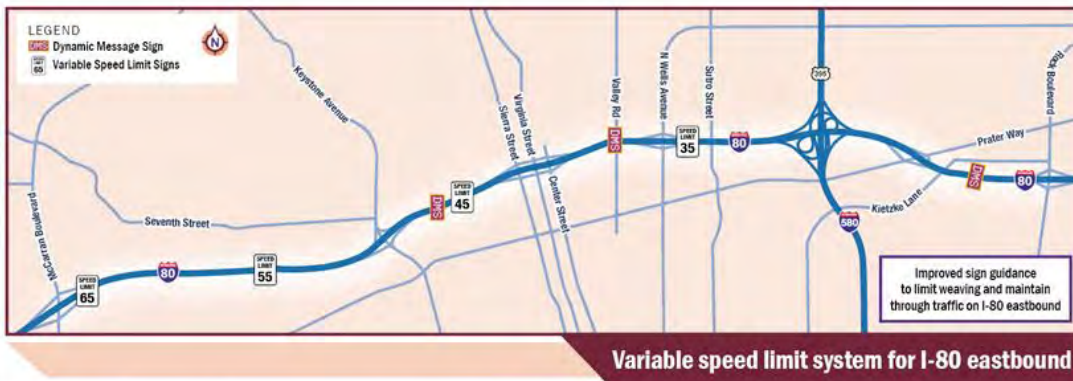 LEGEND
DMS Dynamic Message Sign
SPEED LIMIT 65 Variable Speed Limit Signs
N
Keystone Avenue
Virginia Street
Sierra Street
Center Street
Valley Rd
N Wells Avenue
Sutro Street
395
Rock Boulevard
Prater Way
DMS
SPEED
LIMIT
35
80
DMS
80
DMS
SPEED
LIMIT
45
Seventh Street
McCarran Boulevard
Kietzke Lane
580
SPEED
LIMIT
55
80
SPEED
LIMIT
65
Improved sign guidance
to limit weaving and maintain
through traffic on I-80 eastbound
Variable speed limit system for I-80 eastbound